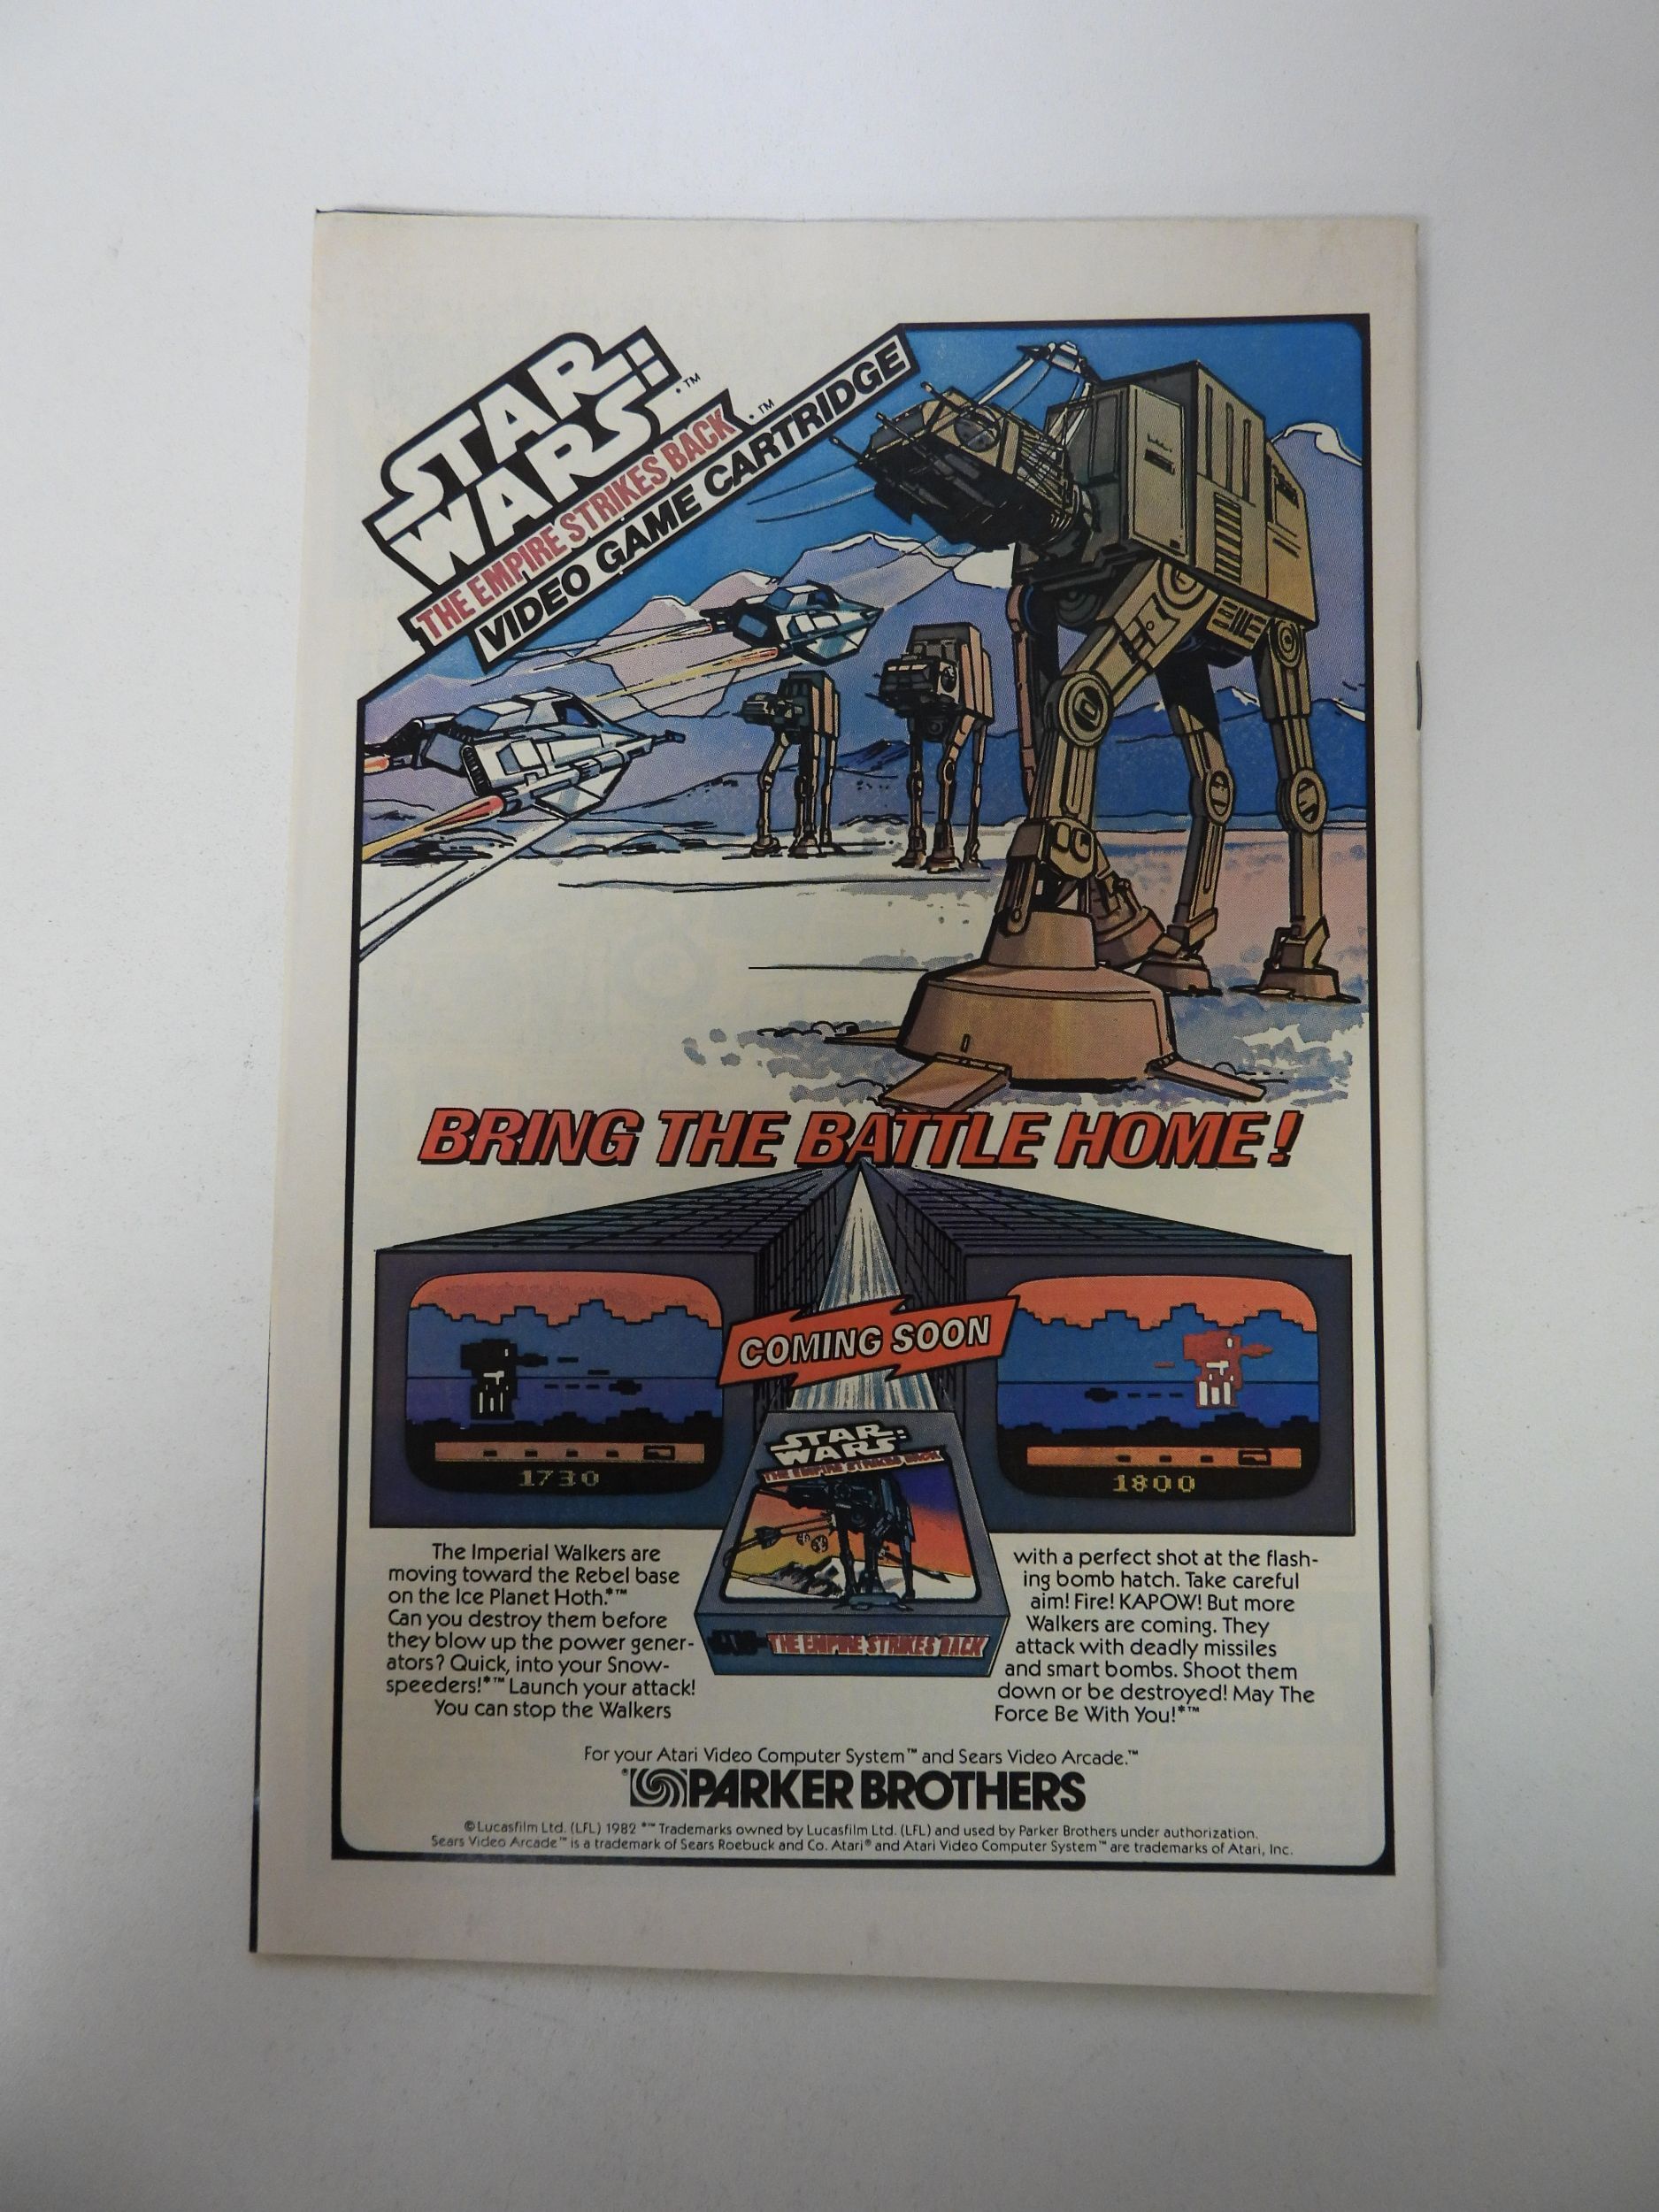 STAR
WARS:™
THE EMPIRE STRIKES BACK.™
VIDEO GAME CARTRIDGE
BRING THE BATTLE HOME!
COMING SOON
1730
1800
STAR
WARS:
THE EMPIRE STRIKES BACK
THE EMPIRE STRIKES BACK
The Imperial Walkers are
moving toward the Rebel base
on the Ice Planet Hoth.*™
Can you destroy them before
they blow up the power gener-
ators? Quick, into your Snow-
speeders!*™ Launch your attack!
You can stop the Walkers
with a perfect shot at the flash-
ing bomb hatch. Take careful
aim! Fire! KAPOW! But more
Walkers are coming. They
attack with deadly missiles
and smart bombs. Shoot them
down or be destroyed! May The
Force Be With You!*™
For your Atari Video Computer System™ and Sears Video Arcade.™
PARKER BROTHERS
© Lucasfilm Ltd. (LFL) 1982 *™ Trademarks owned by Lucasfilm Ltd. (LFL) and used by Parker Brothers under authorization.
Sears Video Arcade™ is a trademark of Sears Roebuck and Co. Atari® and Atari Video Computer System™ are trademarks of Atari, Inc.